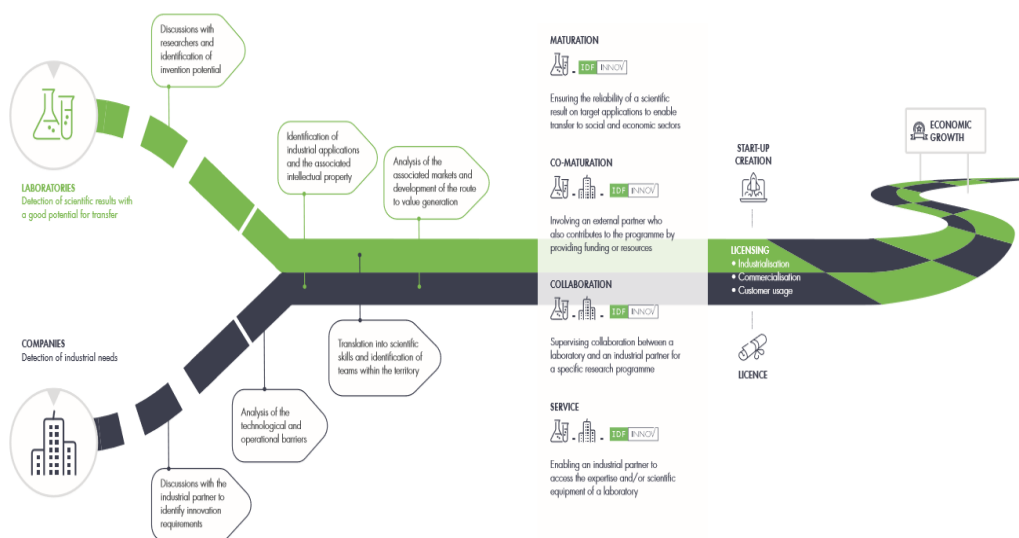 Discussions with
researchers and
identification of
invention potential
LABORATORIES
Detection of scientific results with
a good potential for transfer
Identification of
industrial applications
and the associated
intellectual property
Analysis of the
associated markets and
development of the route
to value generation
COMPANIES
Detection of industrial needs
Translation into scientific
skills and identification of
teams within the territory
Analysis of the
technological and
operational barriers
Discussions with the
industrial partner to
identify innovation
requirements
MATURATION
IDF INNOV
Ensuring the reliability of a scientific
result on target applications to enable
transfer to social and economic sectors
CO-MATURATION
IDF INNOV
Involving an external partner who
also contributes to the programme by
providing funding or resources
COLLABORATION
IDF INNOV
Supervising collaboration between a
laboratory and an industrial partner for
a specific research programme
SERVICE
IDF INNOV
Enabling an industrial partner to
access the expertise and/or scientific
equipment of a laboratory
START-UP
CREATION
LICENSING
• Industrialisation
• Commercialisation
• Customer usage
LICENCE
ECONOMIC
GROWTH